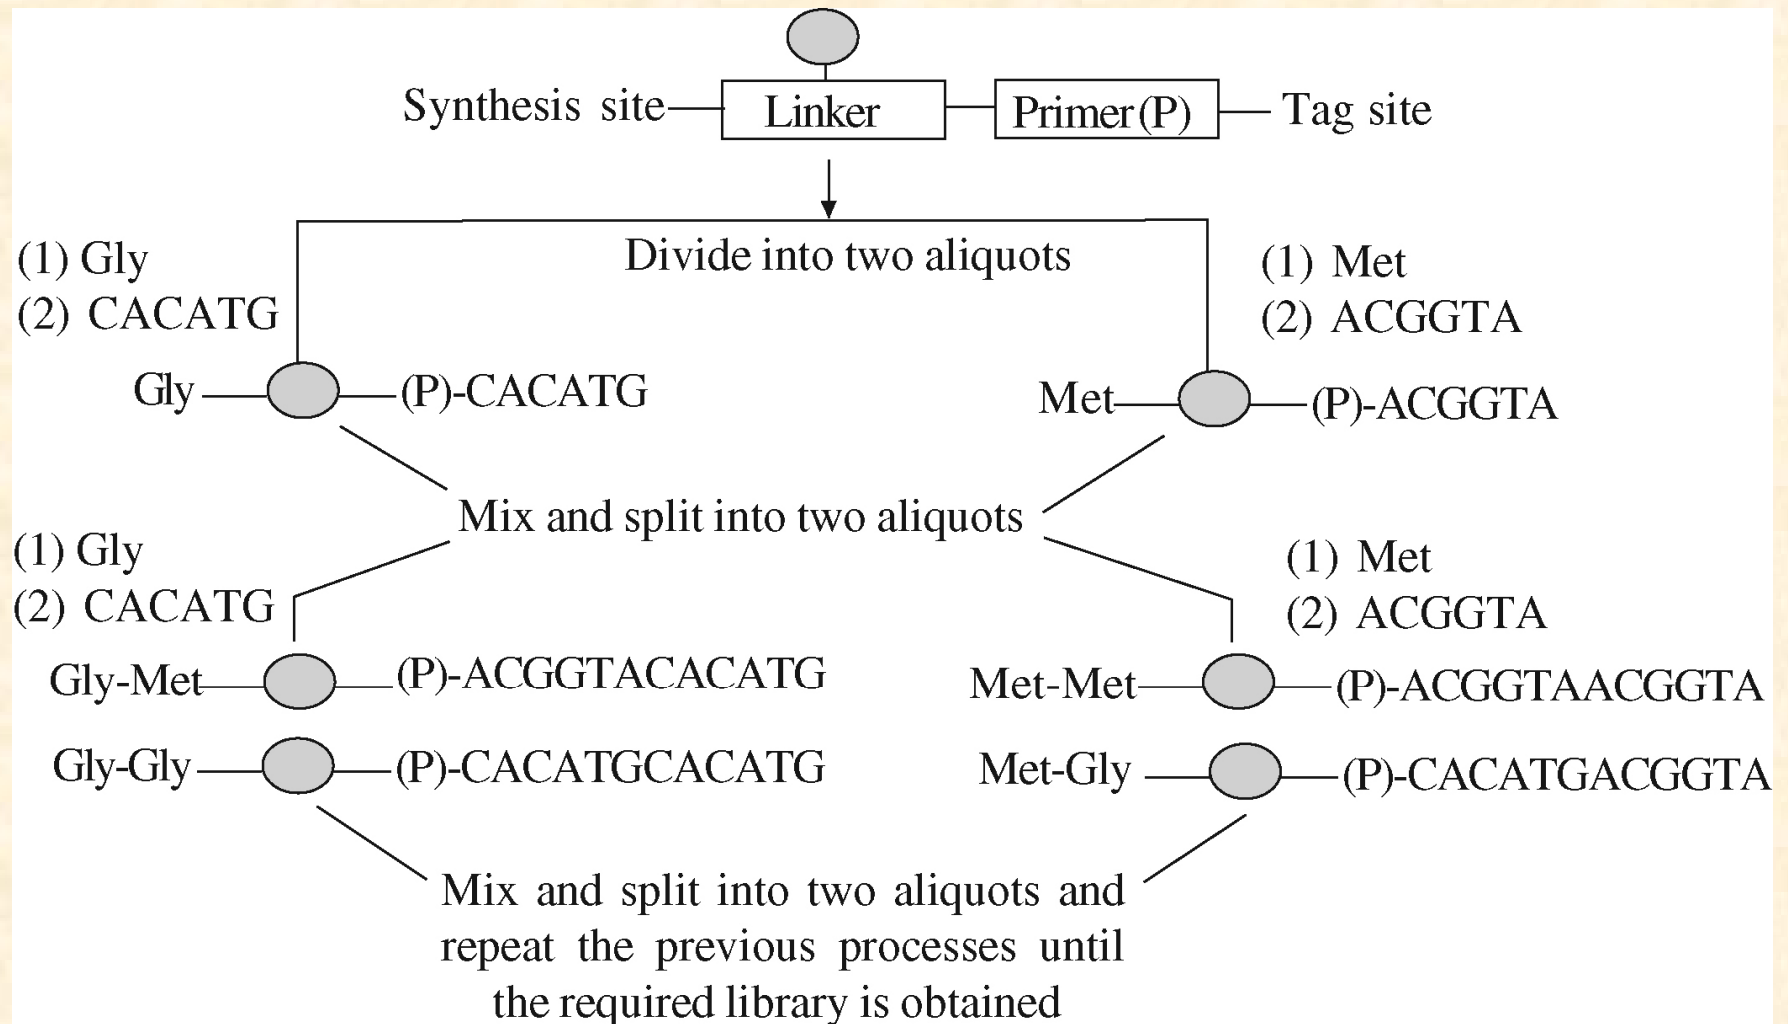 Synthesis site
Linker
Primer(P)
Tag site
Divide into two aliquots
(1) Gly
(2) CACATG
(1) Met
(2) ACGGTA
Gly
(P)-CACATG
Met
(P)-ACGGTA
Mix and split into two aliquots
(1) Gly
(2) CACATG
(1) Met
(2) ACGGTA
Gly-Met
(P)-ACGGTACACATG
Met-Met
(P)-ACGGTAACGGTA
Gly-Gly
(P)-CACATGCACATG
Met-Gly
(P)-CACATGACGGTA
Mix and split into two aliquots and
repeat the previous processes until
the required library is obtained